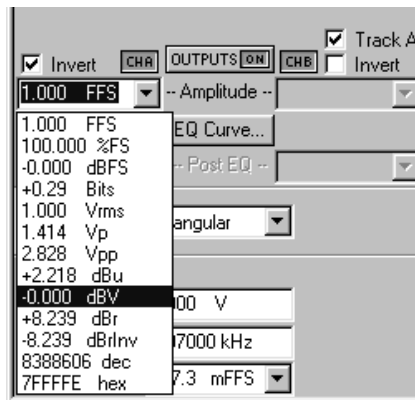 Track A
Invert CHA OUTPUTS ON CHB Invert
1.000 FFS -- Amplitude --
1.000 FFS
100.000 %FS
-0.000 dBFS
+0.29 Bits
1.000 Vrms
1.414 Vp
2.828 Vpp
+2.218 dBu
-0.000 dBV
+8.239 dBr
-8.239 dBrInv
8388606 dec
7FFFFE hex
EQ Curve...
-- Post EQ --
angular
00 V
7000 kHz
7.3 mFFS